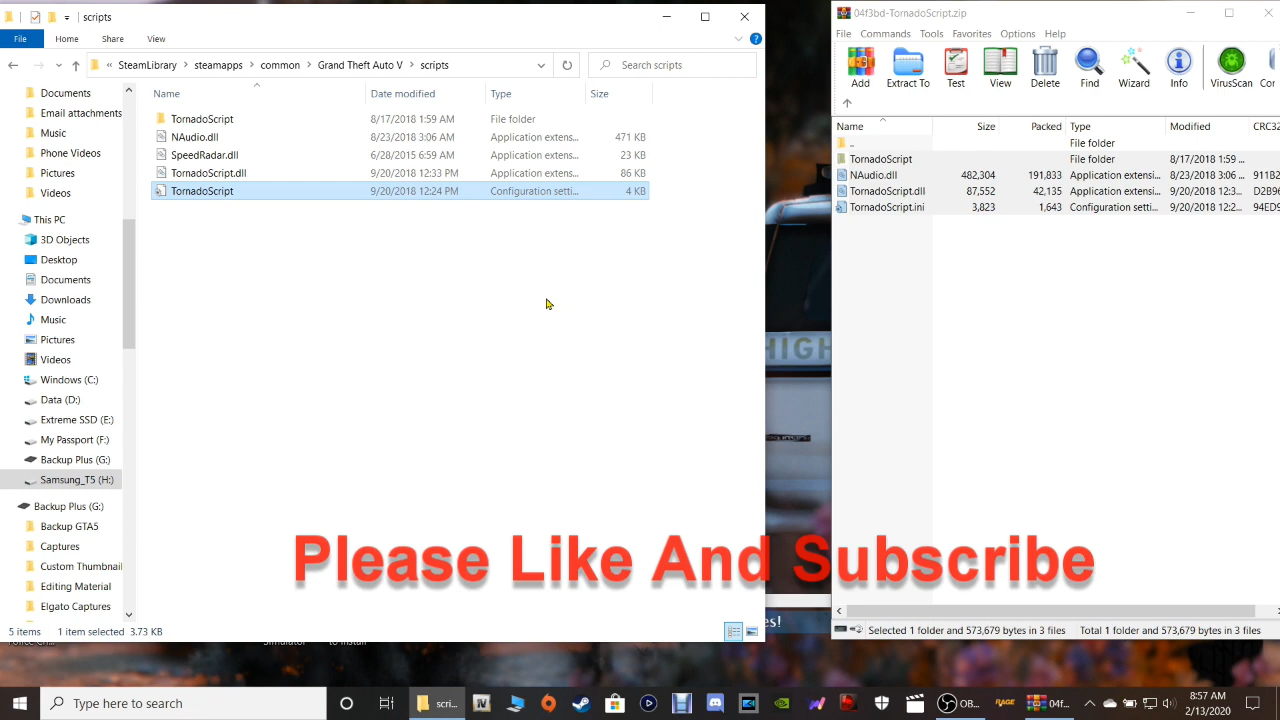 scripts
File
Home
Share
View
StumLibrary > steamapps > common > Grand Theft Auto V > scripts
Search scripts
Name
Date modified
Type
Size
TornadoScript 8/17/2018 1:59 AM File folder
NAudio.dll 8/23/2018 3:06 AM Application extens... 471 KB
SpeedRadar.dll 6/28/2015 6:59 AM Application extens... 23 KB
TornadoScript.dll 9/20/2018 12:33 PM Application extens... 86 KB
TornadoScript 9/20/2018 12:24 PM Configuration setti... 4 KB
Documents
Email attachments
Music
Phone Videos
Pictures
Videos
This PC
3D Objects
Desktop
Documents
Downloads
Music
Pictures
Videos
Windows (C:)
Data (D:)
Extreme SSD (E:)
My Passport (F:)
Backup Plus (G:)
Samsung_T5 (H:)
Backup Plus (G:)
Backup GTA5
Captures
Custom Thumbnail
Editing Material
Elgato Captures
5 items 1 item selected 3.73 KB
04f3bd-TornadoScript.zip
File Commands Tools Favorites Options Help
Add Extract To Test View Delete Find Wizard Info VirusScan
Name Size Packed Type Modified
..
File folder
TornadoScript File folder 8/17/2018 1:59 ...
NAudio.dll 482,304 191,833 Application extensi... 8/23/2018 3:06 ...
TornadoScript.dll 87,552 42,135 Application extensi... 9/20/2018 12:3...
TornadoScript.ini 3,823 1,643 Configuration setti... 9/20/2018 12:2...
HIGH
Please Like And Subscribe
es!
Selected 1 folder and 573,679 bytes in 3 files
Total 1 folder and 573,679 bytes in 3 files
Simulator to install
Type here to search
scri...
OB...
RAGE
04f...
8:57 AM
2/13/2020